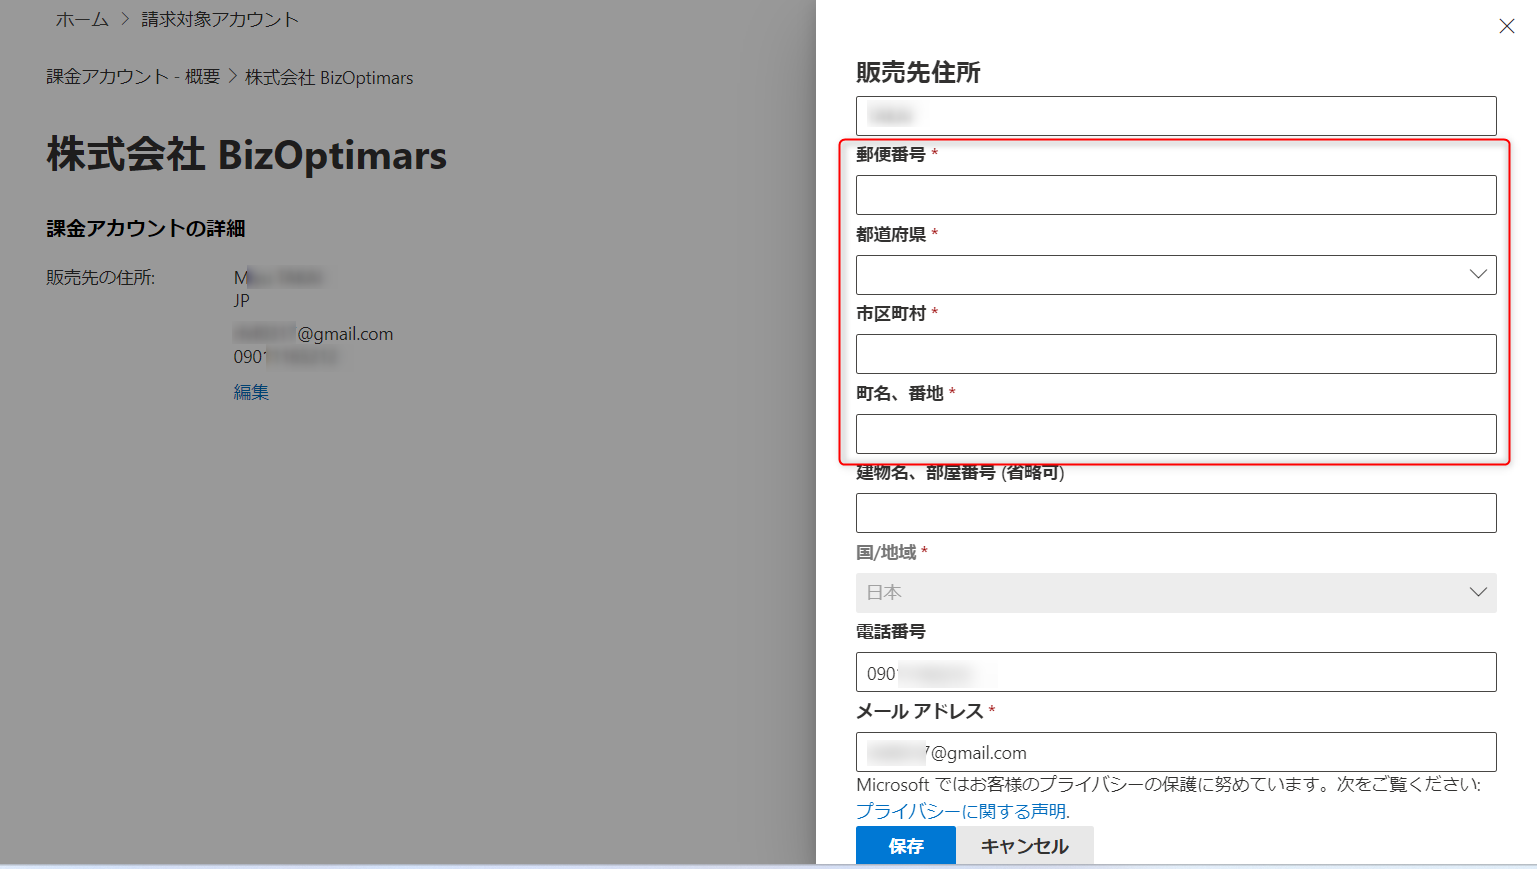 ホーム > 請求対象アカウント
課金アカウント - 概要 > 株式会社 BizOptimars
株式会社 BizOptimars
課金アカウントの詳細
販売先の住所:
JP
@gmail.com
090
編集
販売先住所
郵便番号 *
都道府県 *
市区町村 *
町名、番地 *
建物名、部屋番号 (省略可)
国/地域 *
日本
電話番号
090
メール アドレス *
7@gmail.com
Microsoft ではお客様のプライバシーの保護に努めています。次をご覧ください:
プライバシーに関する声明.
保存 キャンセル